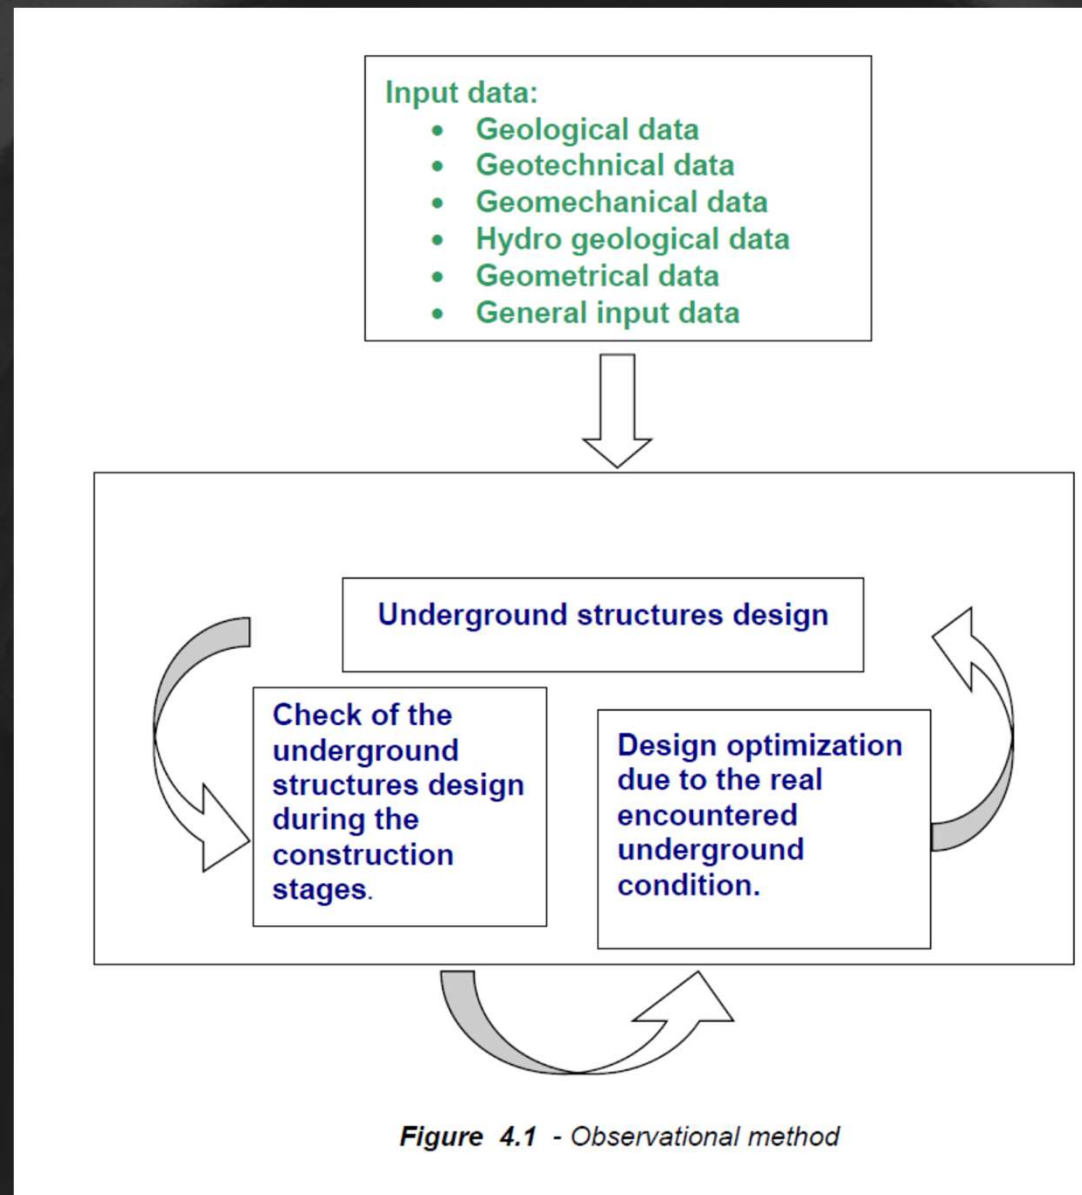 Input data:
• Geological data
• Geotechnical data
• Geomechanical data
• Hydro geological data
• Geometrical data
• General input data
Underground structures design
Check of the
underground
structures design
during the
construction
stages.
Design optimization
due to the real
encountered
underground
condition.
Figure 4.1 - Observational method